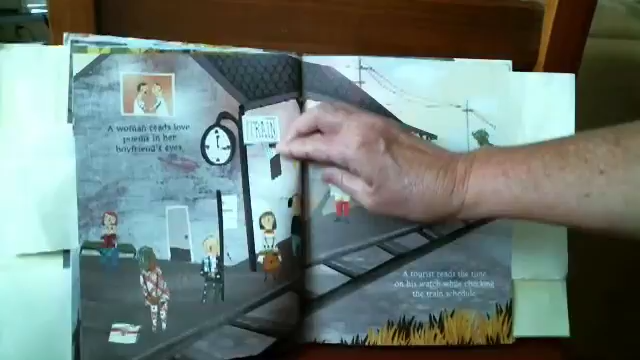 A woman reads love
poems in her
boyfriend's eyes.
TRAIN
A tourist reads the time
on his watch while checking
the train schedule.